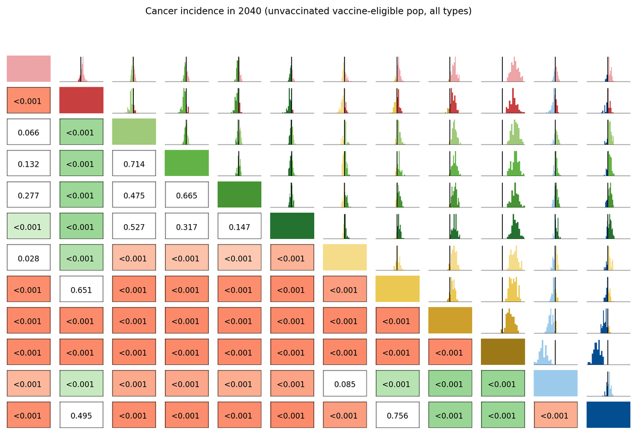 Cancer incidence in 2040 (unvaccinated vaccine-eligible pop, all types)
<0.001
0.066 <0.001
0.132 <0.001 0.714
0.277 <0.001 0.475 0.665
<0.001 <0.001 0.527 0.317 0.147
0.028 <0.001 <0.001 <0.001 <0.001 <0.001
<0.001 0.651 <0.001 <0.001 <0.001 <0.001 <0.001
<0.001 <0.001 <0.001 <0.001 <0.001 <0.001 <0.001 <0.001
<0.001 <0.001 <0.001 <0.001 <0.001 <0.001 <0.001 <0.001 <0.001
<0.001 <0.001 <0.001 <0.001 <0.001 <0.001 0.085 <0.001 <0.001 <0.001
<0.001 0.495 <0.001 <0.001 <0.001 <0.001 <0.001 0.756 <0.001 <0.001 <0.001